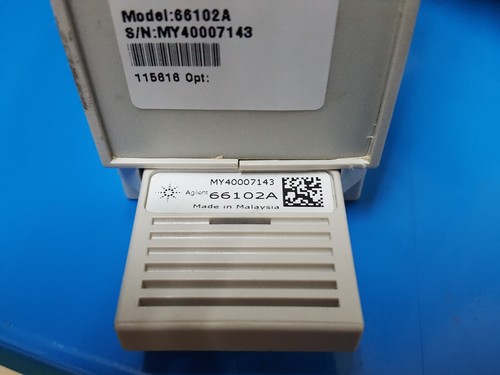 Model:66102A
S/N:MY40007143
115616 Opt:
MY40007143
Agilent 66102A
Made in Malaysia